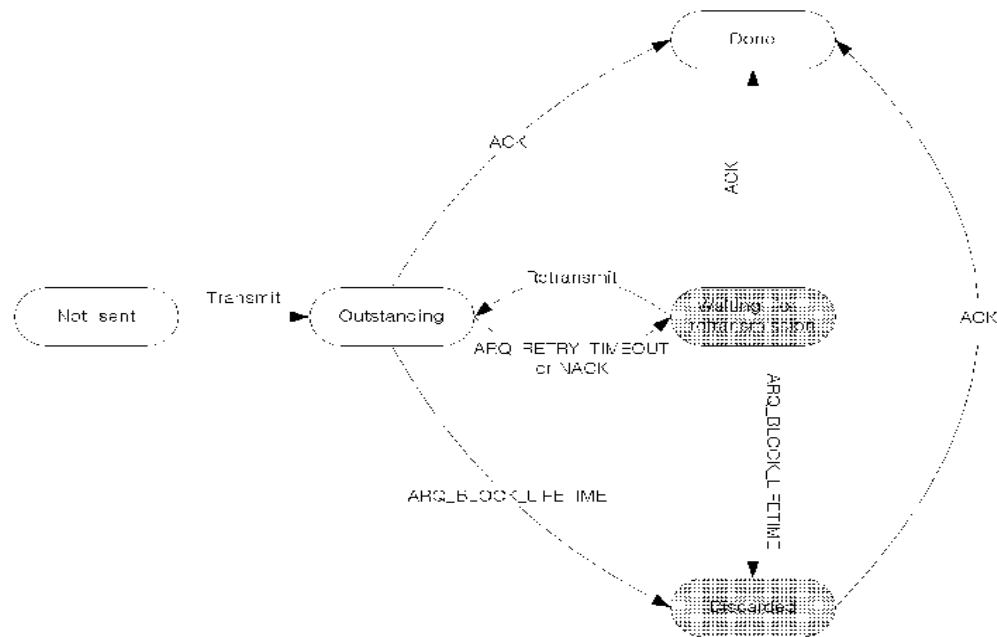 Done
ACK
ACK
Retransmit
Transmit
Not sent
Outstanding
Waiting for
retransmission
ACK
ARQ_RETRY_TIMEOUT
or NACK
ARQ_BLOCK_LIFETIME
ARQ_BLOCK_LIFETIME
Discarded